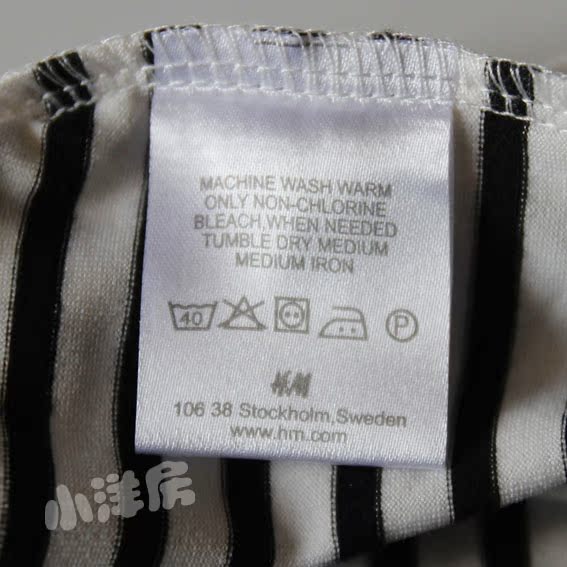 MACHINE WASH WARM
ONLY NON-CHLORINE
BLEACH,WHEN NEEDED
TUMBLE DRY MEDIUM
MEDIUM IRON
40 P
H&M
106 38 Stockholm,Sweden
www.hm.com
小洋房